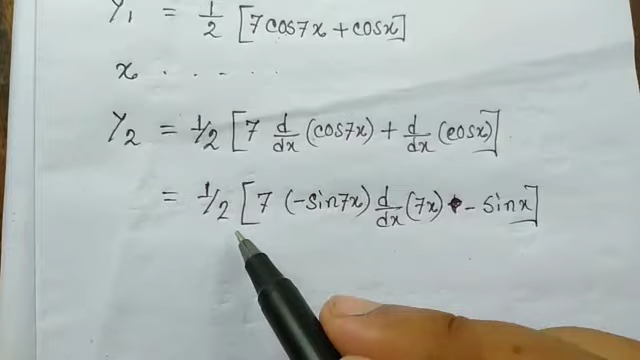 Y₁ = 1/2 [7cos7x + cosx]
x . . . . .
Y₂ = 1/2 [7 d/dx (cos7x) + d/dx (cosx)]
= 1/2 [7 (-sin7x) d/dx (7x) - sinx]